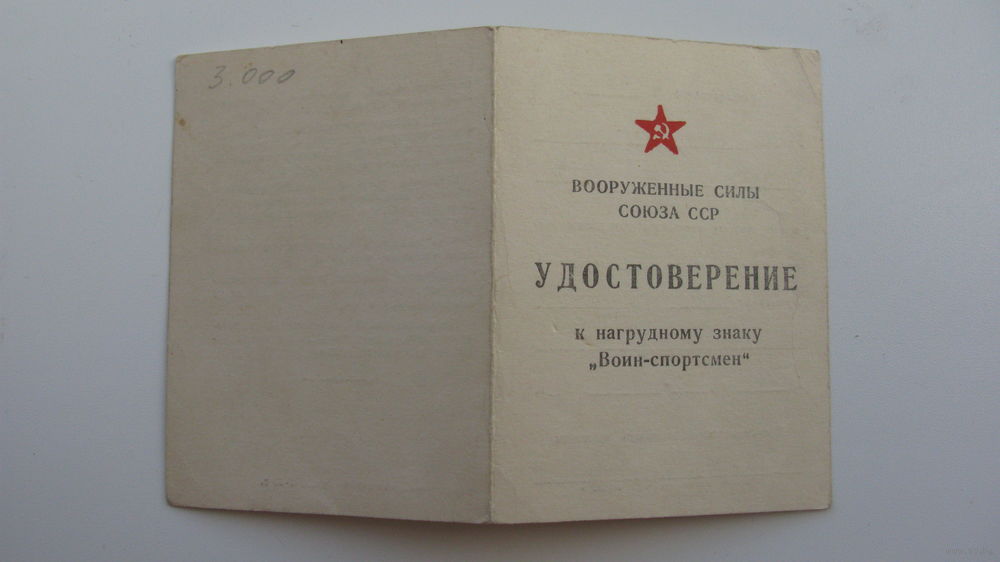 3.000
ВООРУЖЕННЫЕ СИЛЫ
СОЮЗА ССР
УДОСТОВЕРЕНИЕ
к нагрудному знаку
„Воин-спортсмен“